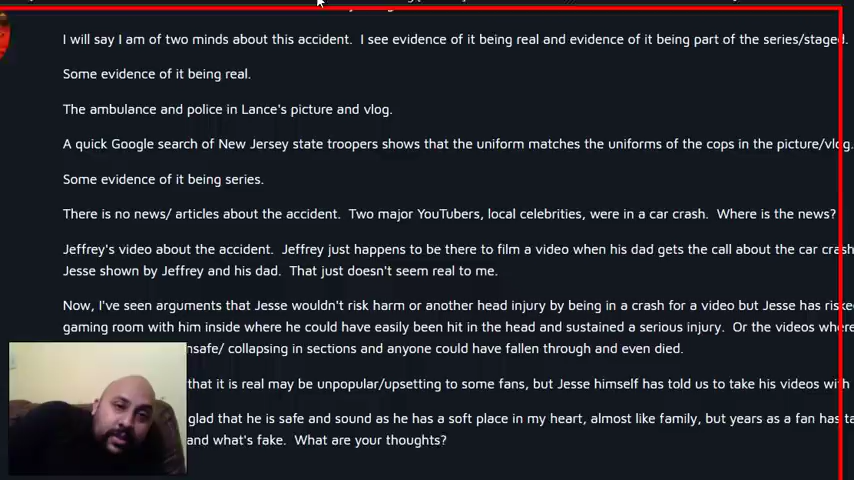 I will say I am of two minds about this accident.  I see evidence of it being real and evidence of it being part of the series/staged.
Some evidence of it being real.
The ambulance and police in Lance's picture and vlog.
A quick Google search of New Jersey state troopers shows that the uniform matches the uniforms of the cops in the picture/vlog.
Some evidence of it being series.
There is no news/ articles about the accident.  Two major YouTubers, local celebrities, were in a car crash.  Where is the news?
Jeffrey's video about the accident.  Jeffrey just happens to be there to film a video when his dad gets the call about the car crash
Jesse shown by Jeffrey and his dad.  That just doesn't seem real to me.
Now, I've seen arguments that Jesse wouldn't risk harm or another head injury by being in a crash for a video but Jesse has
gaming room with him inside where he could have easily been hit in the head and sustained a serious injury.  Or the videos where
collapsing in sections and anyone could have fallen through and even died.
that it is real may be unpopular/upsetting to some fans, but Jesse himself has told us to take his videos with
glad that he is safe and sound as he has a soft place in my heart, almost like family, but years as a fan has
and what's fake.  What are your thoughts?